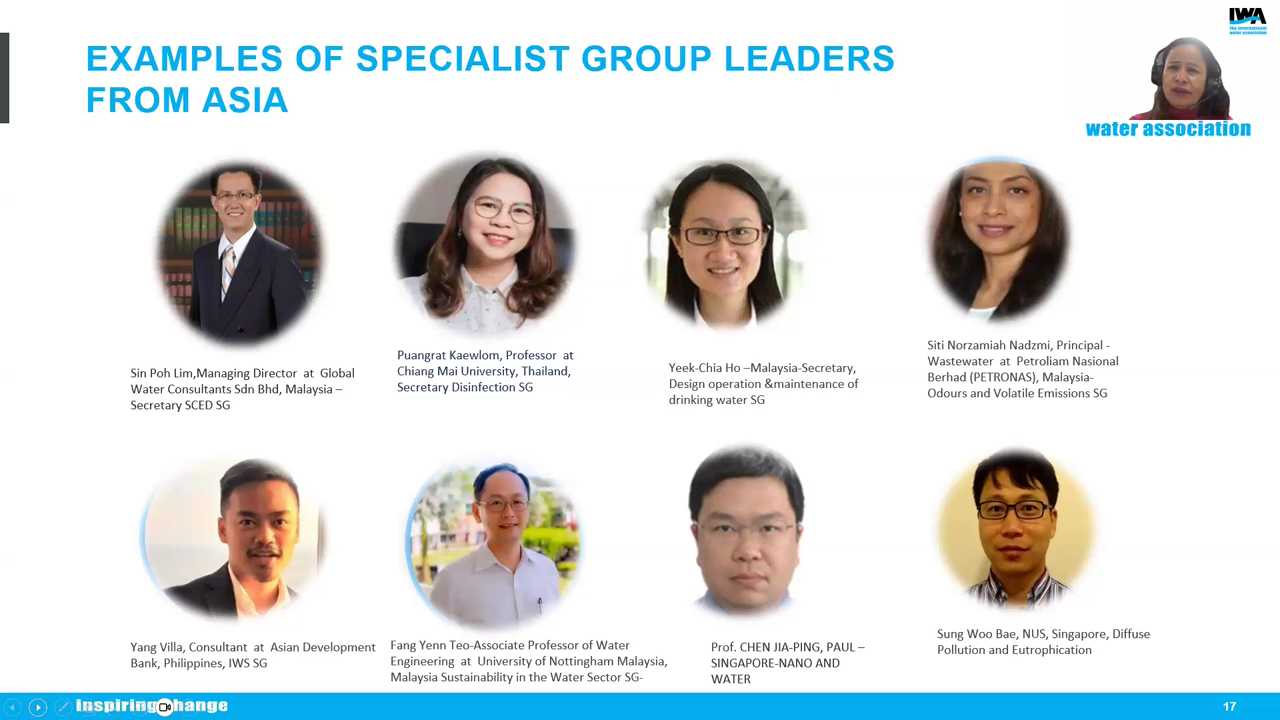 EXAMPLES OF SPECIALIST GROUP LEADERS
FROM ASIA
IWA
the international
water association
water association
Sin Poh Lim,Managing Director at Global
Water Consultants Sdn Bhd, Malaysia –
Secretary SCED SG
Puangrat Kaewlom, Professor at
Chiang Mai University, Thailand,
Secretary Disinfection SG
Yeek-Chia Ho –Malaysia-Secretary,
Design operation &maintenance of
drinking water SG
Siti Norzamiah Nadzmi, Principal -
Wastewater at Petroliam Nasional
Berhad (PETRONAS), Malaysia-
Odours and Volatile Emissions SG
Yang Villa, Consultant at Asian Development
Bank, Philippines, IWS SG
Fang Yenn Teo-Associate Professor of Water
Engineering at University of Nottingham Malaysia,
Malaysia Sustainability in the Water Sector SG-
Prof. CHEN JIA-PING, PAUL –
SINGAPORE-NANO AND
WATER
Sung Woo Bae, NUS, Singapore, Diffuse
Pollution and Eutrophication
inspiring hange
17